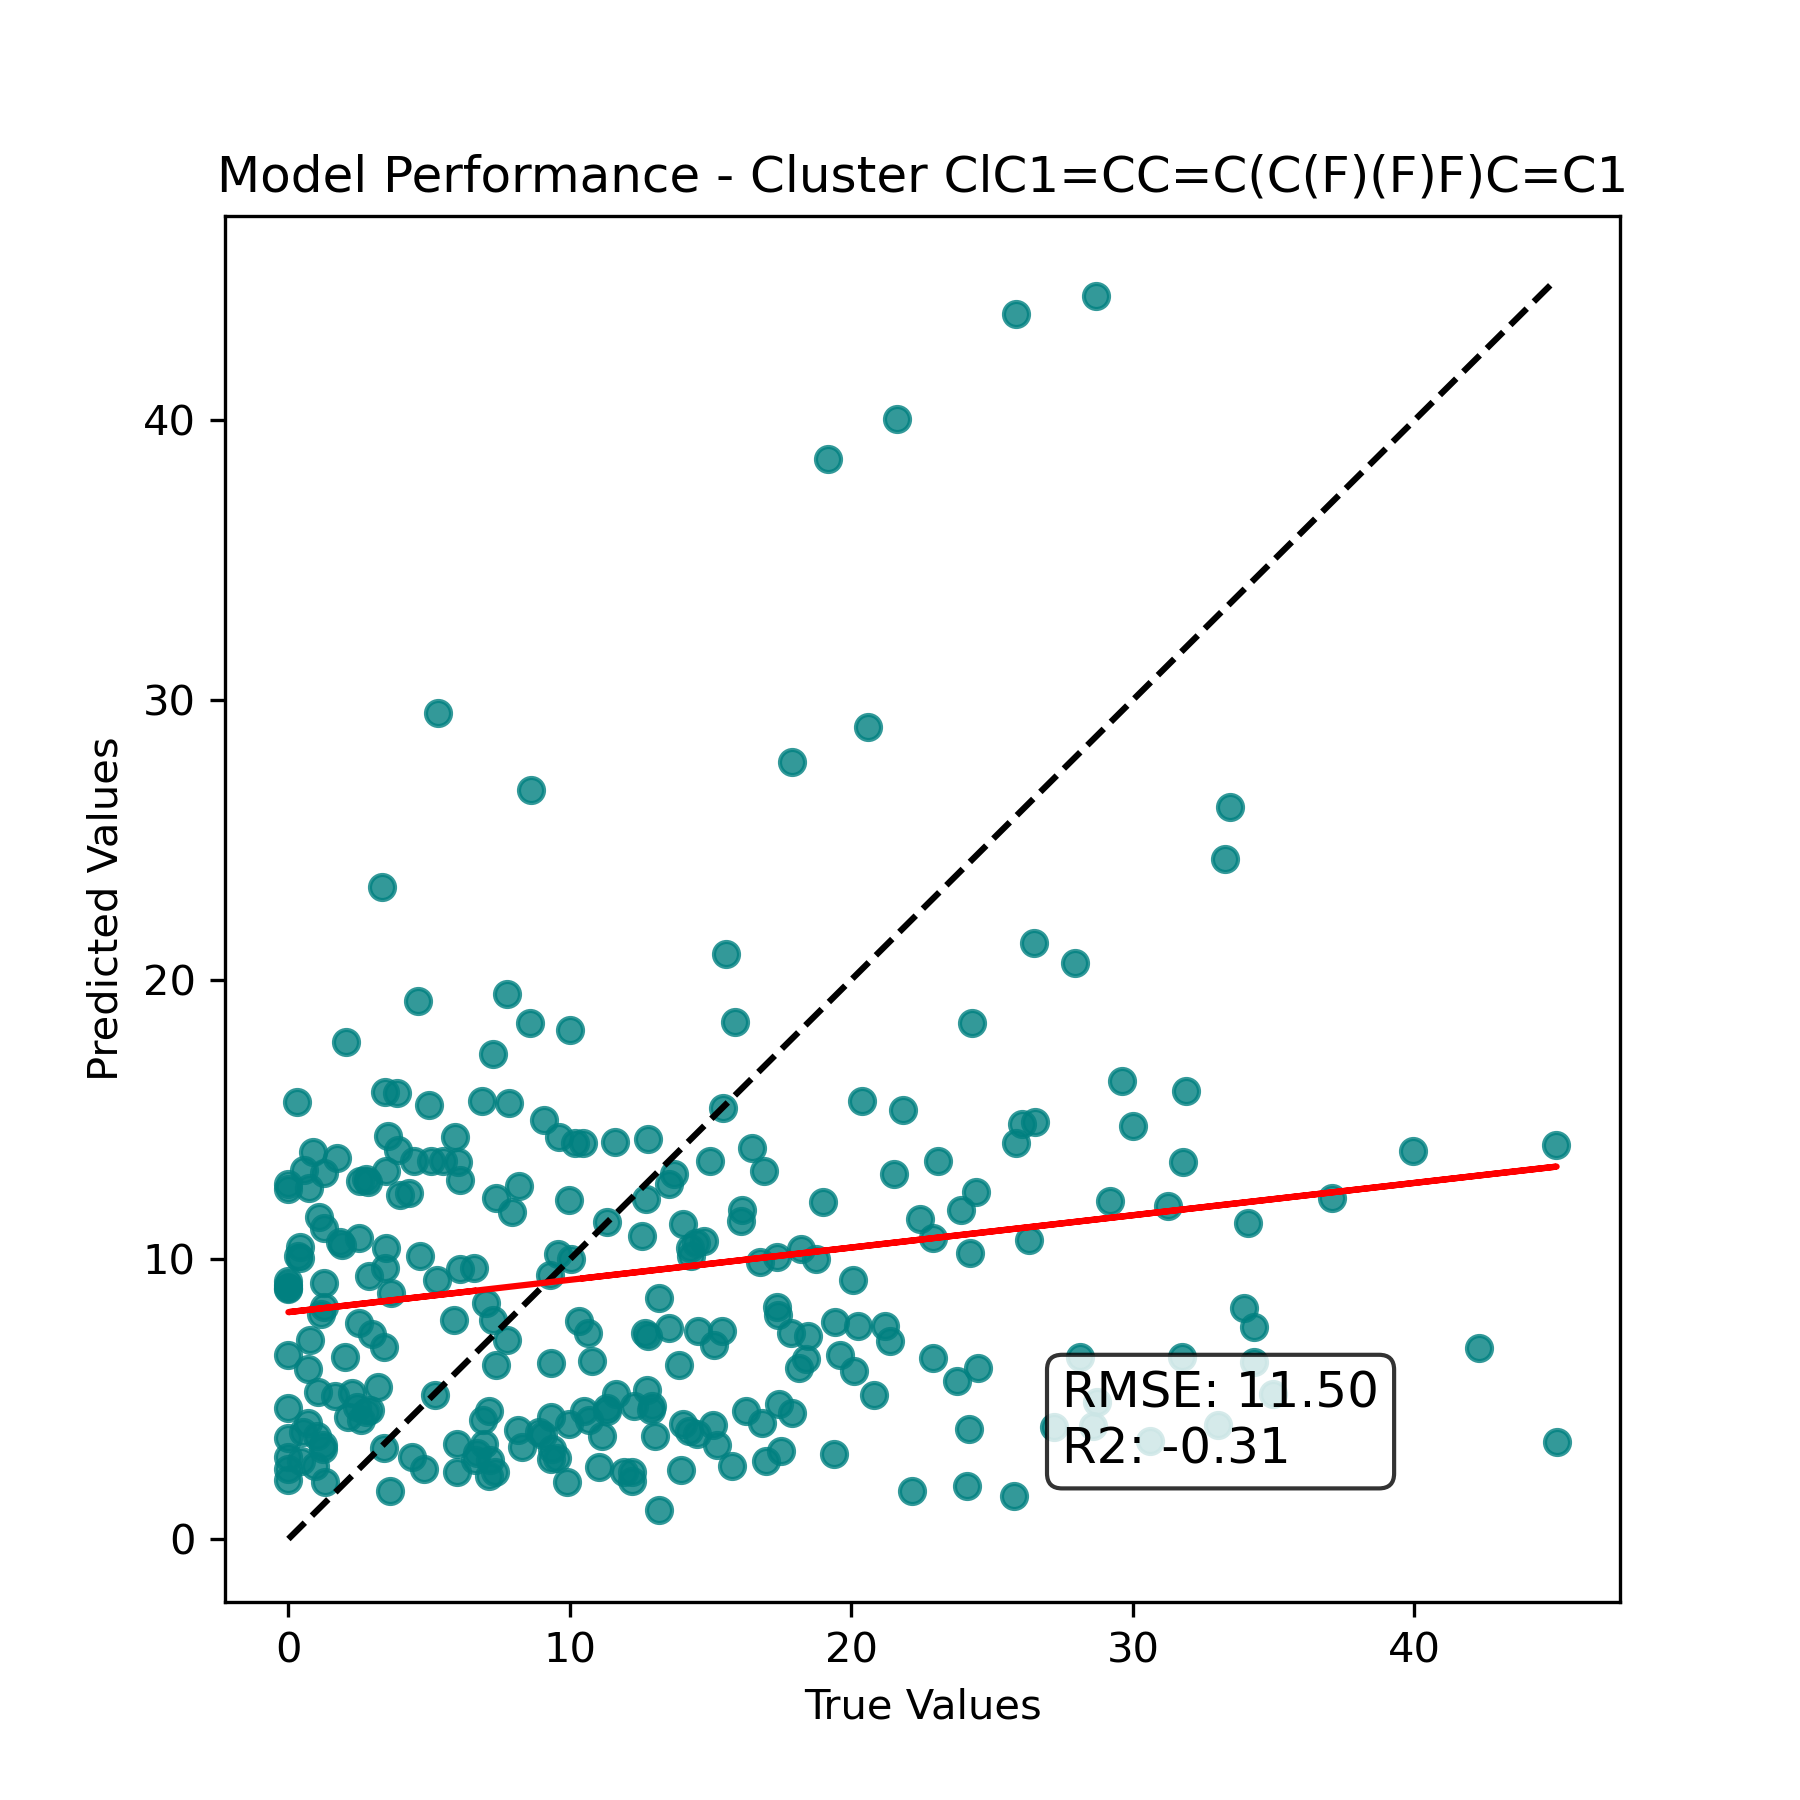 Model Performance - Cluster ClC1=CC=C(C(F)(F)F)C=C1
40
30
20
10
0
Predicted Values
RMSE: 11.50
R2: -0.31
0 10 20 30 40
True Values